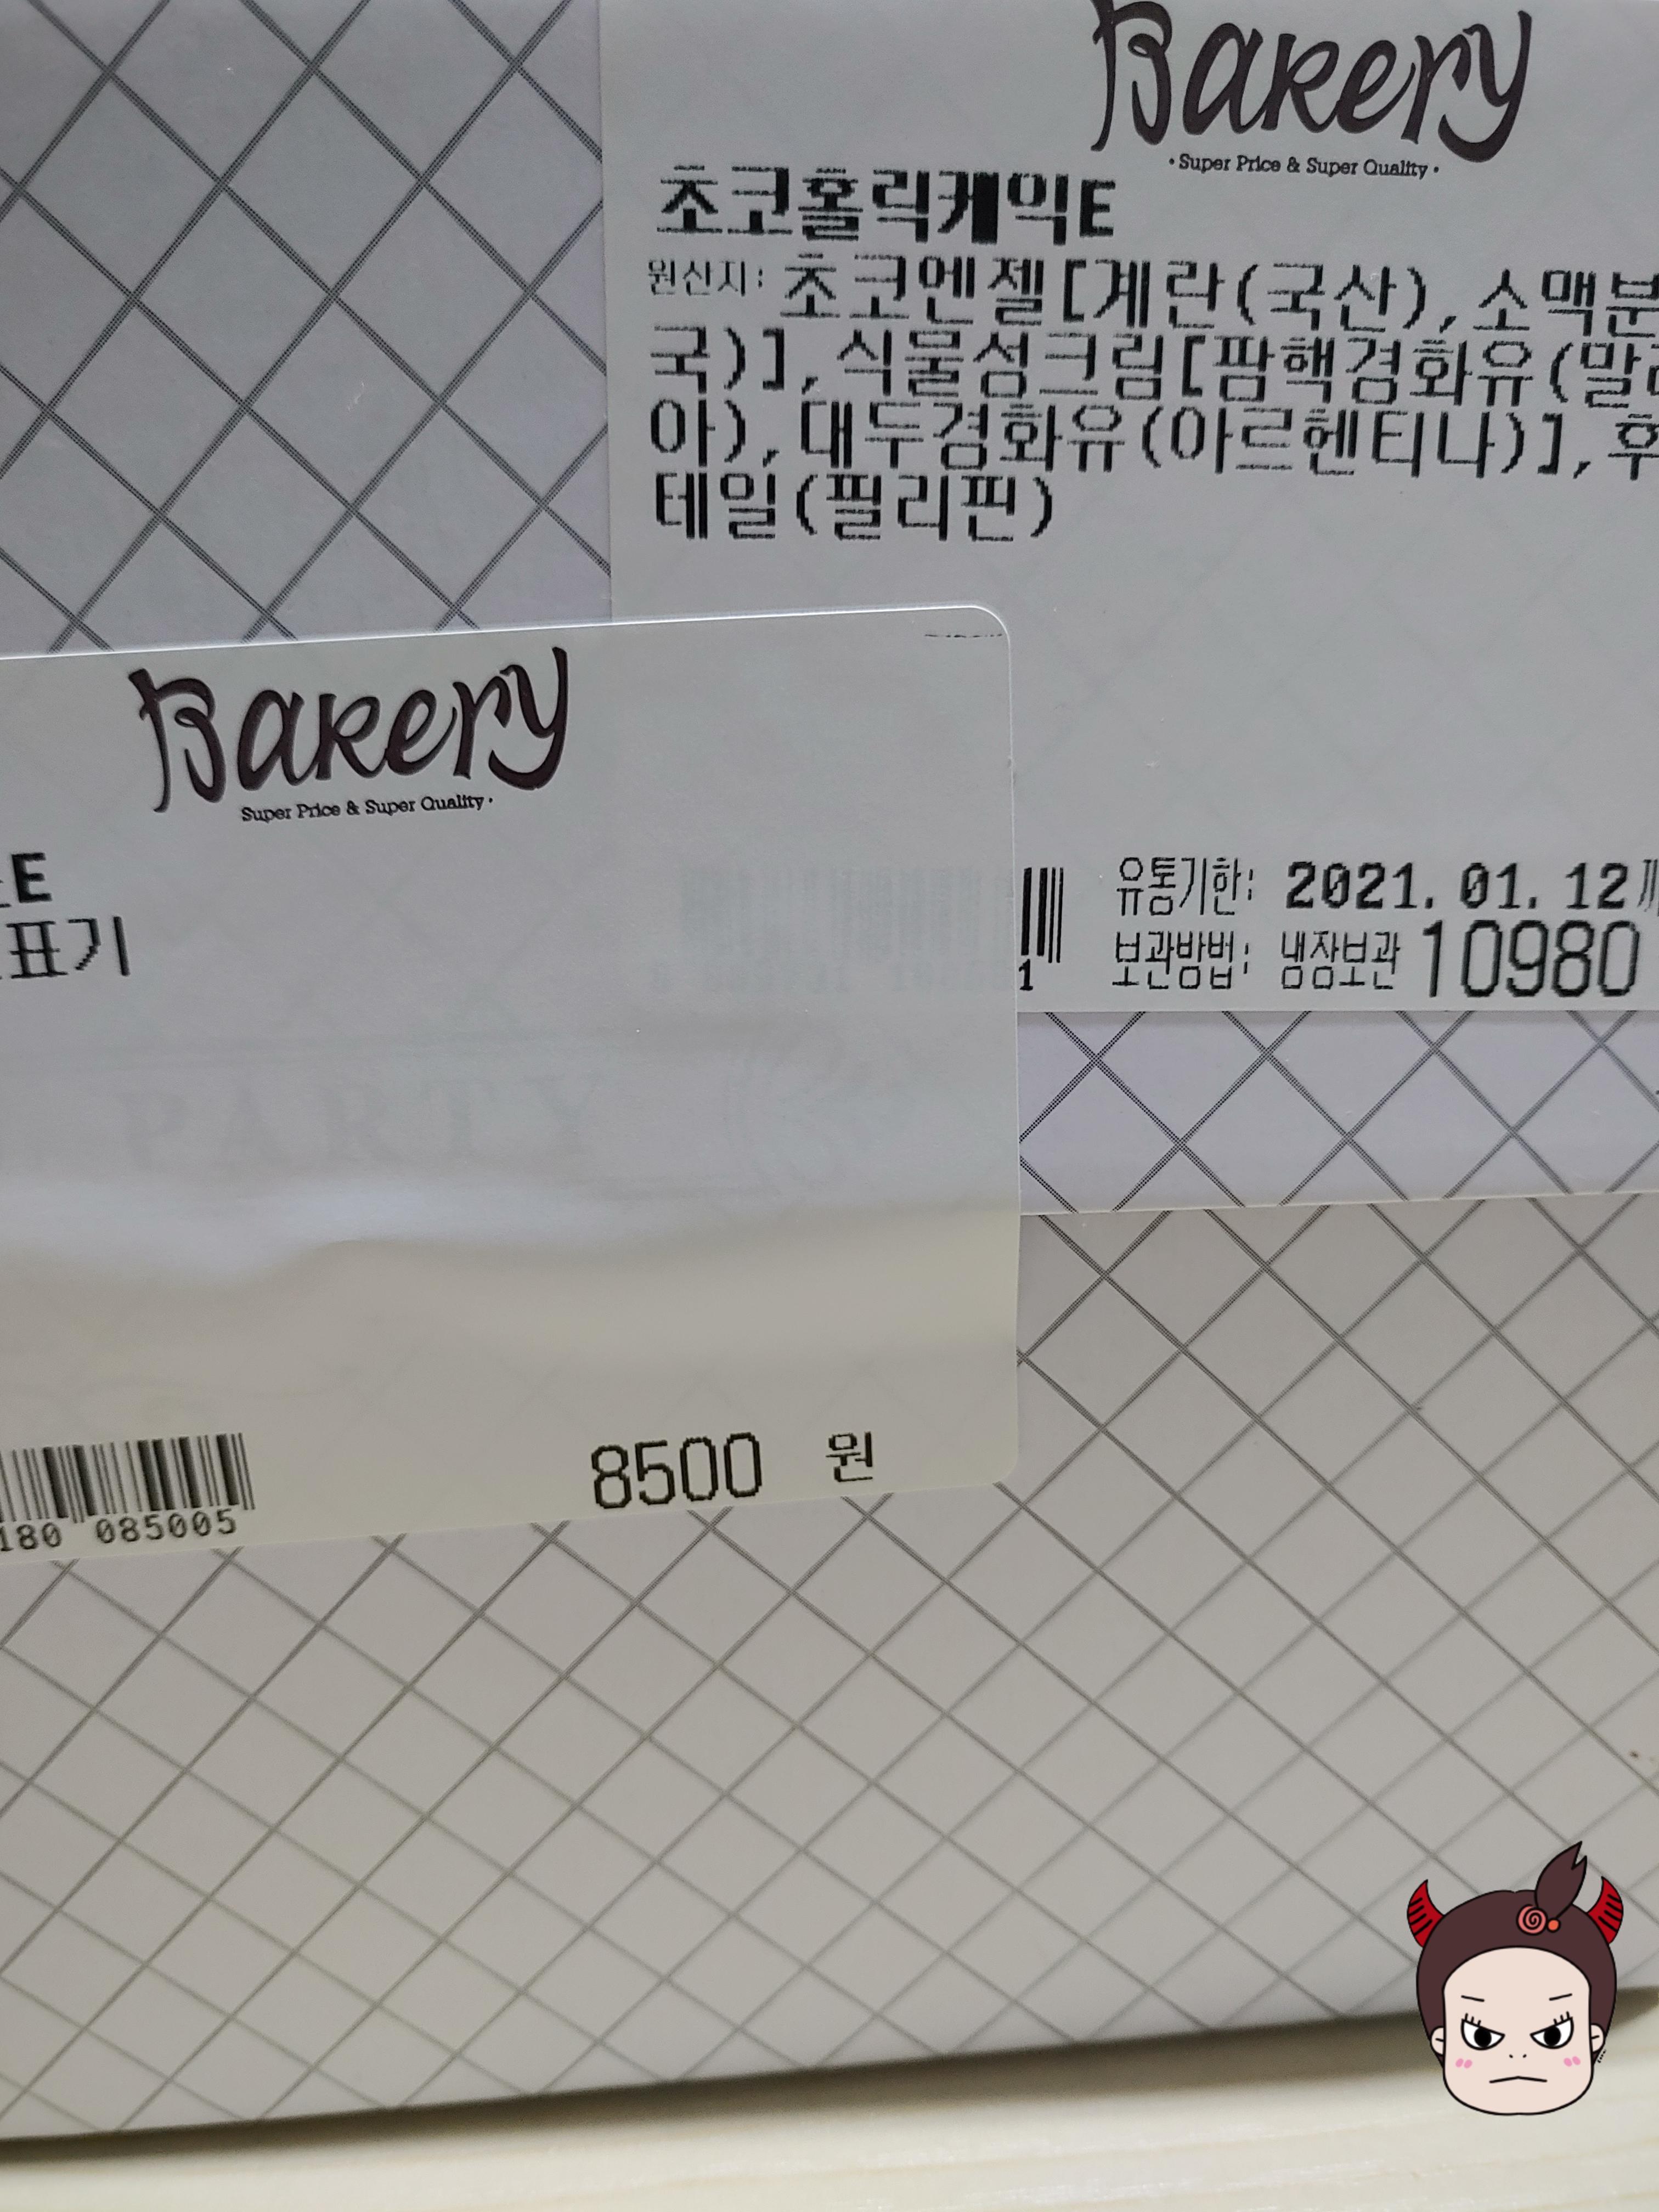 Bakery
· Super Price & Super Quality ·
초코홀릭케익E
원산지: 초코엔젤[계란(국산),소맥분
국)],식물성크림[팜핵경화유(말
아),대두경화유(아르헨티나)],후
테일(필리핀)
유통기한: 2021. 01. 12
보관방법: 냉장보관 10980
1
Bakery
Super Price & Super Quality ·
E
표기
PARTY
8500 원
180 085005